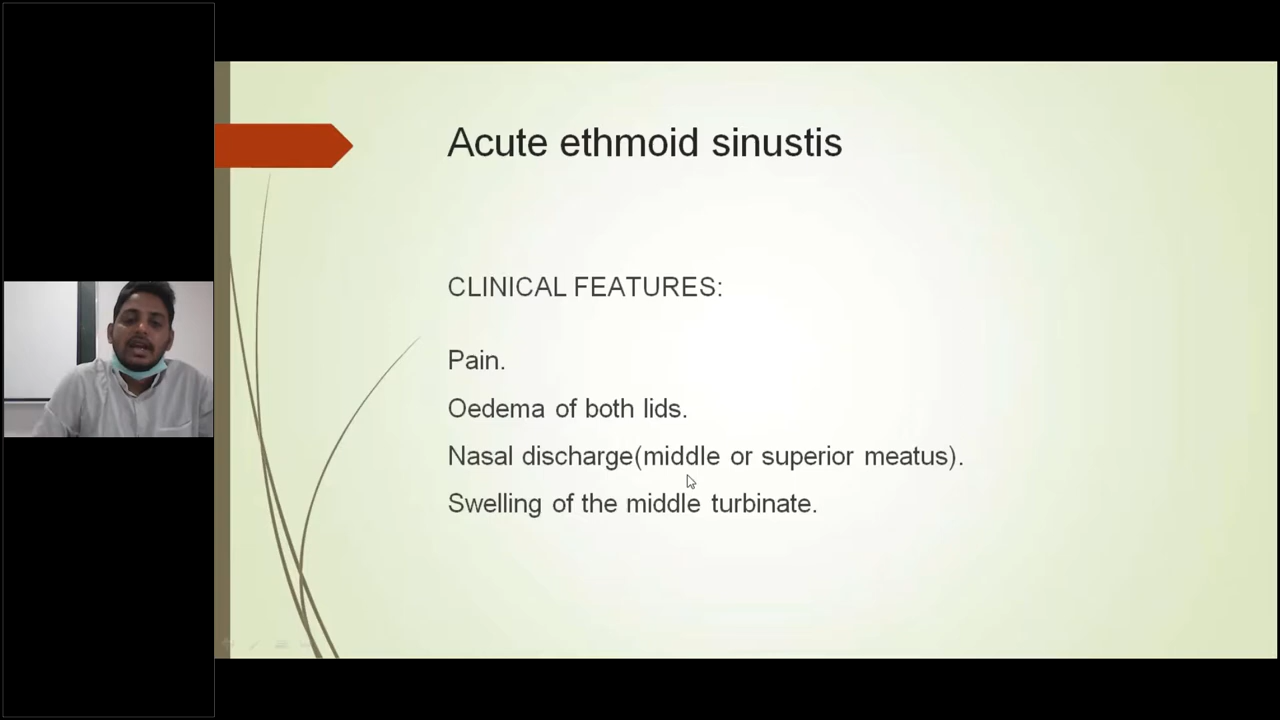 Acute ethmoid sinustis
CLINICAL FEATURES:
Pain.
Oedema of both lids.
Nasal discharge(middle or superior meatus).
Swelling of the middle turbinate.